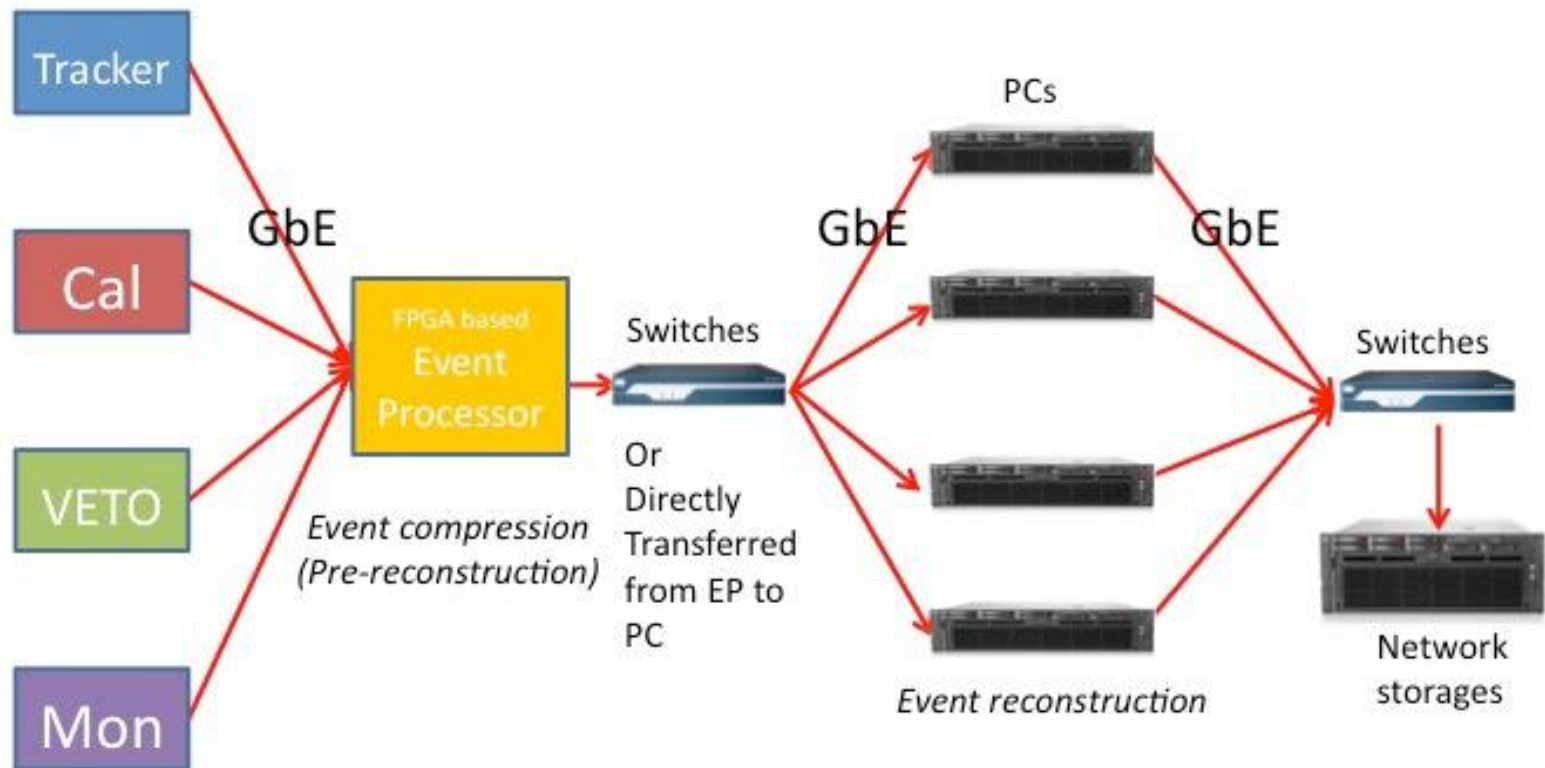 Tracker
Cal
VETO
Mon
GbE
FPGA based
Event
Processor
Event compression
(Pre-reconstruction)
Switches
Or
Directly
Transferred
from EP to
PC
GbE
PCs
Event reconstruction
GbE
Switches
Network
storages